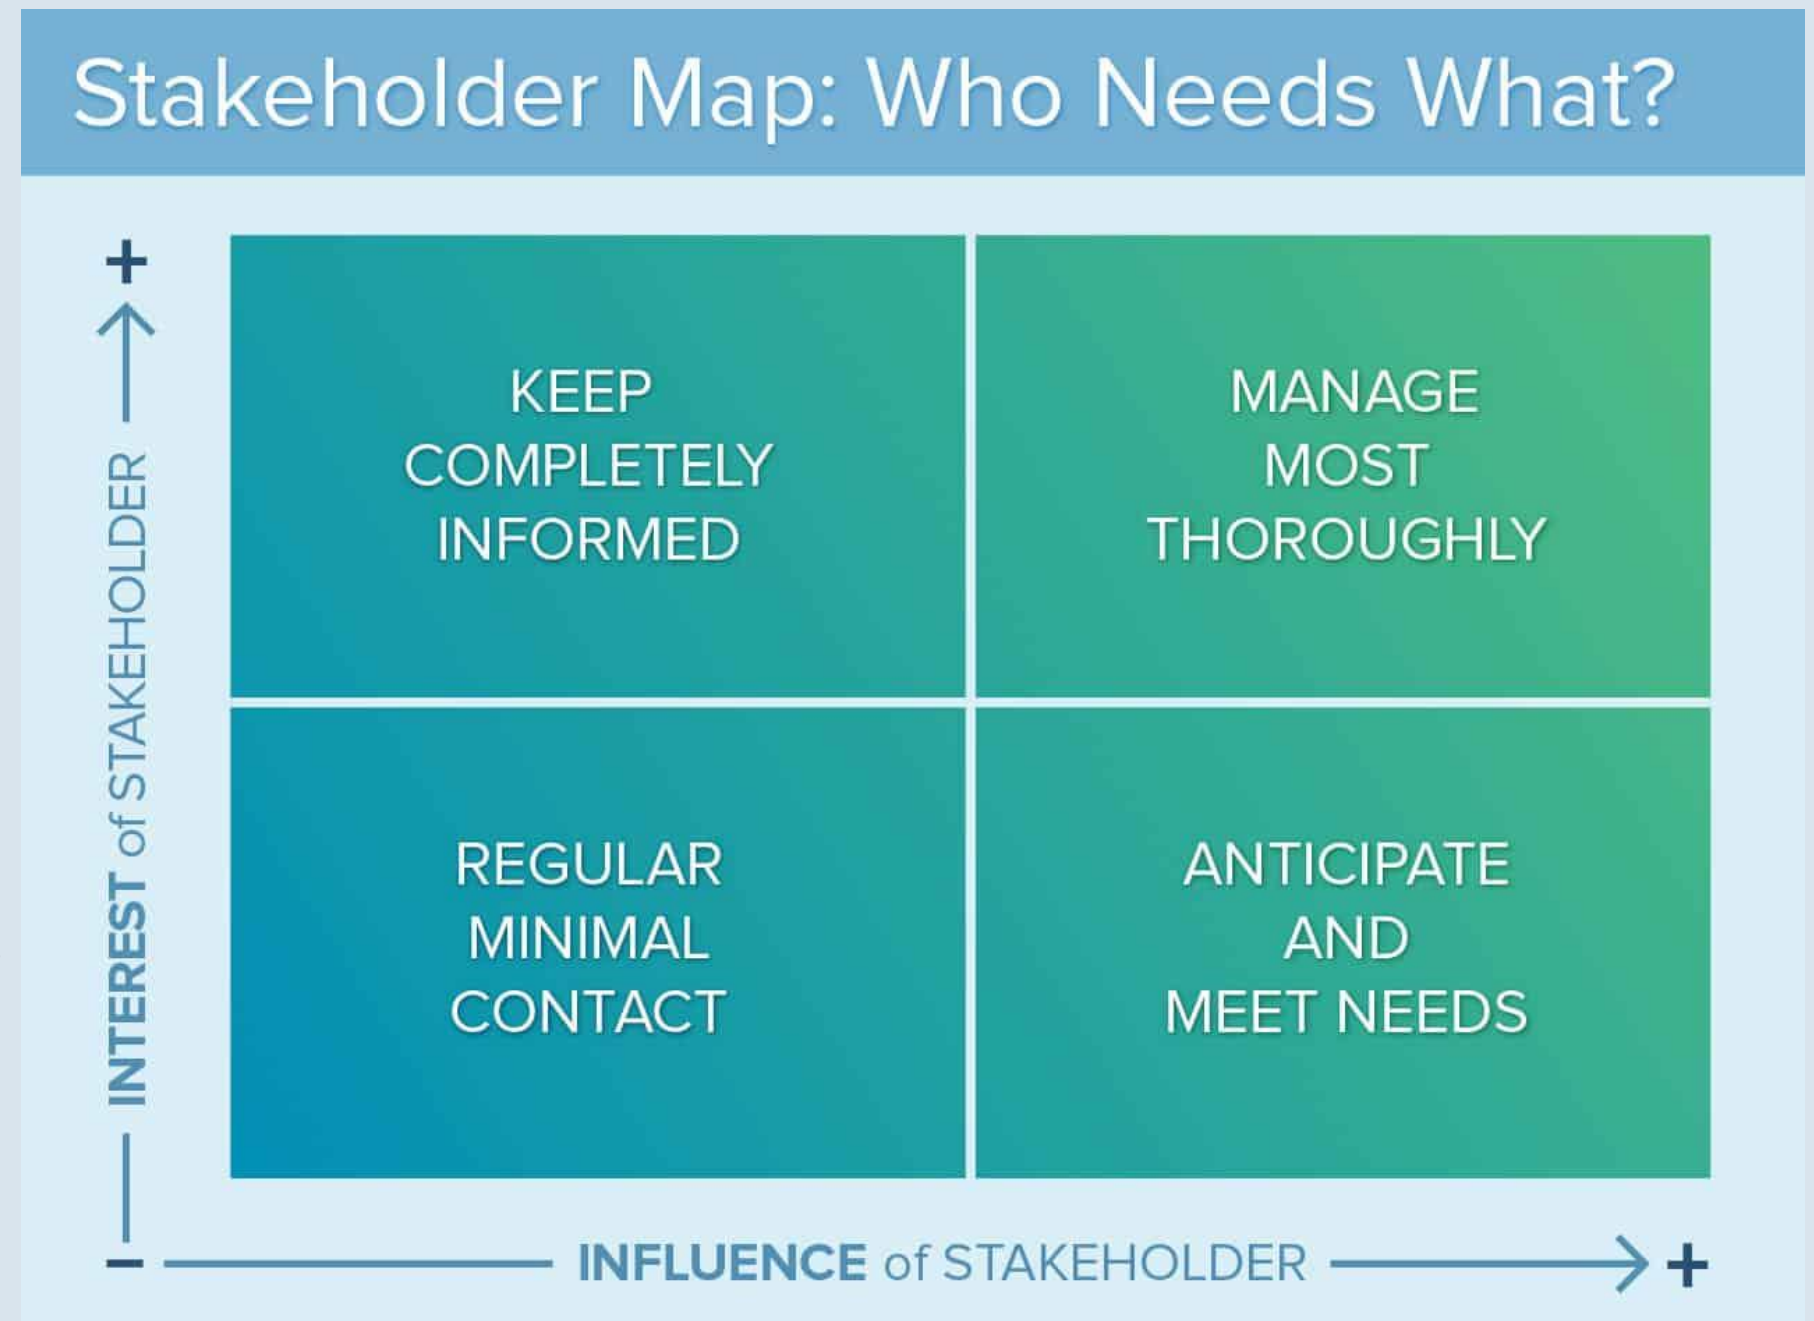 Stakeholder Map: Who Needs What?
+
INTEREST of STAKEHOLDER
KEEP
COMPLETELY
INFORMED
MANAGE
MOST
THOROUGHLY
REGULAR
MINIMAL
CONTACT
ANTICIPATE
AND
MEET NEEDS
–
INFLUENCE of STAKEHOLDER
+